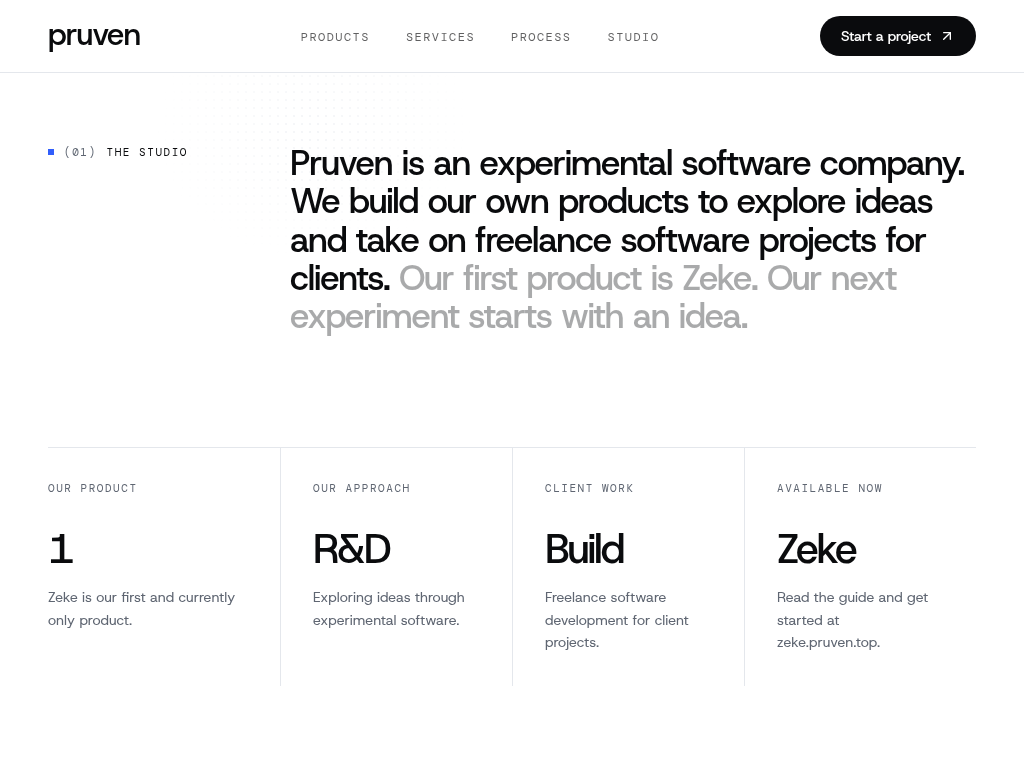 pruven
PRODUCTS
SERVICES
PROCESS
STUDIO
Start a project
(01) THE STUDIO
Pruven is an experimental software company.
We build our own products to explore ideas
and take on freelance software projects for
clients. Our first product is Zeke. Our next
experiment starts with an idea.
OUR PRODUCT
1
Zeke is our first and currently
only product.
OUR APPROACH
R&D
Exploring ideas through
experimental software.
CLIENT WORK
Build
Freelance software
development for client
projects.
AVAILABLE NOW
Zeke
Read the guide and get
started at
zeke.pruven.top.